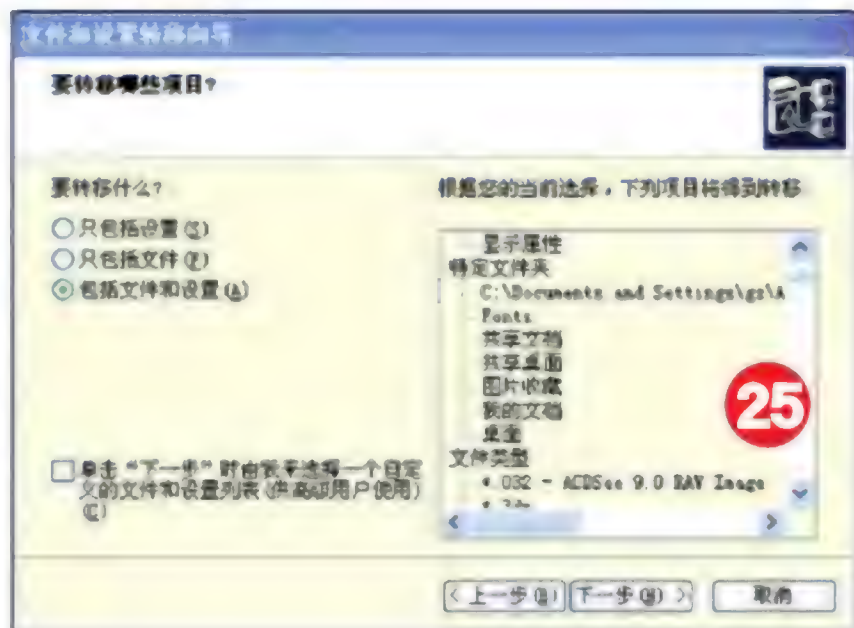 文件和设置转移向导
要转移哪些项目?
要转移什么?
只包括设置(S)
只包括文件(F)
包括文件和设置(A)
单击“下一步”时由我来选择一个自定
义的文件和设置列表(供高级用户使用)
(C)
根据您的当前选择，下列项目将得到转移
显示属性
特定文件夹
C:\Documents and Settings\gz\A
Fonts
共享文档
共享桌面
图片收藏
我的文档
桌面
文件类型
*.032 - ACDSee 9.0 RAW Image
25
< 上一步(B)
下一步(N) >
取消